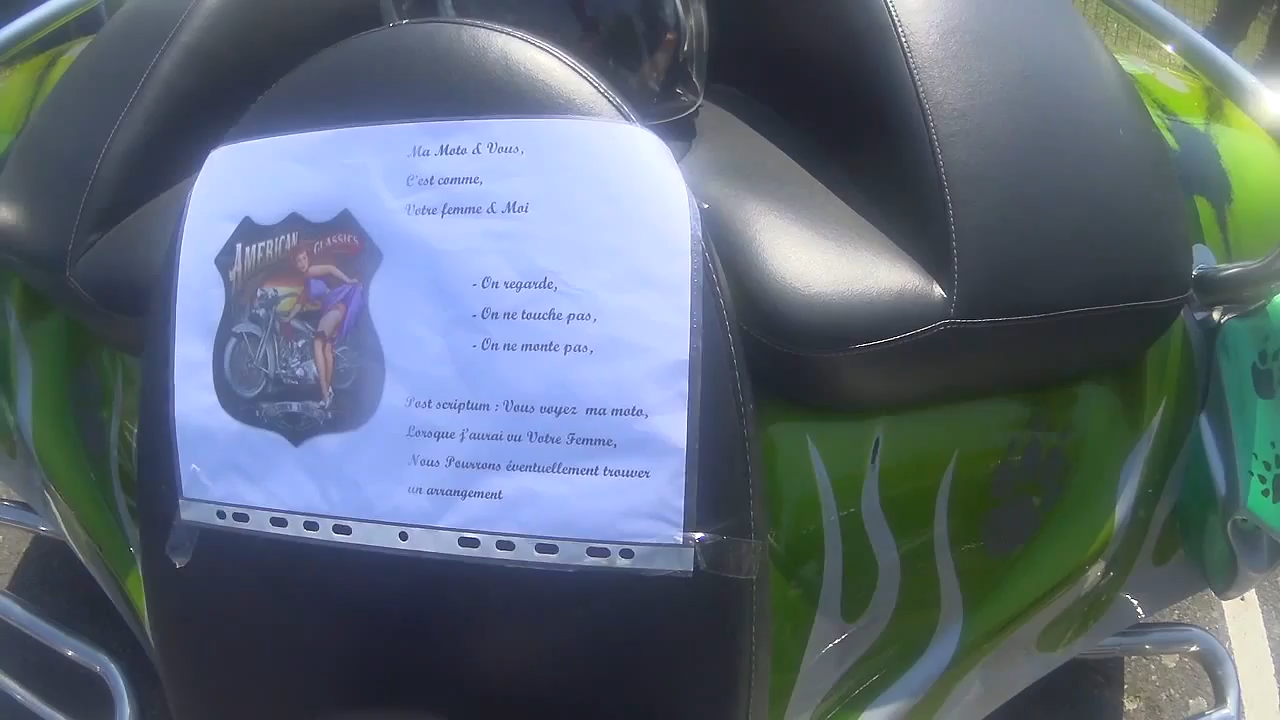 Ma Moto & Vous,
C'est comme,
Votre femme & Moi
- On regarde,
- On ne touche pas,
- On ne monte pas,
Post scriptum : Vous voyez ma moto,
Lorsque j'aurai vu Votre Femme,
Nous Pourrons éventuellement trouver
un arrangement
AMERICAN CLASSICS